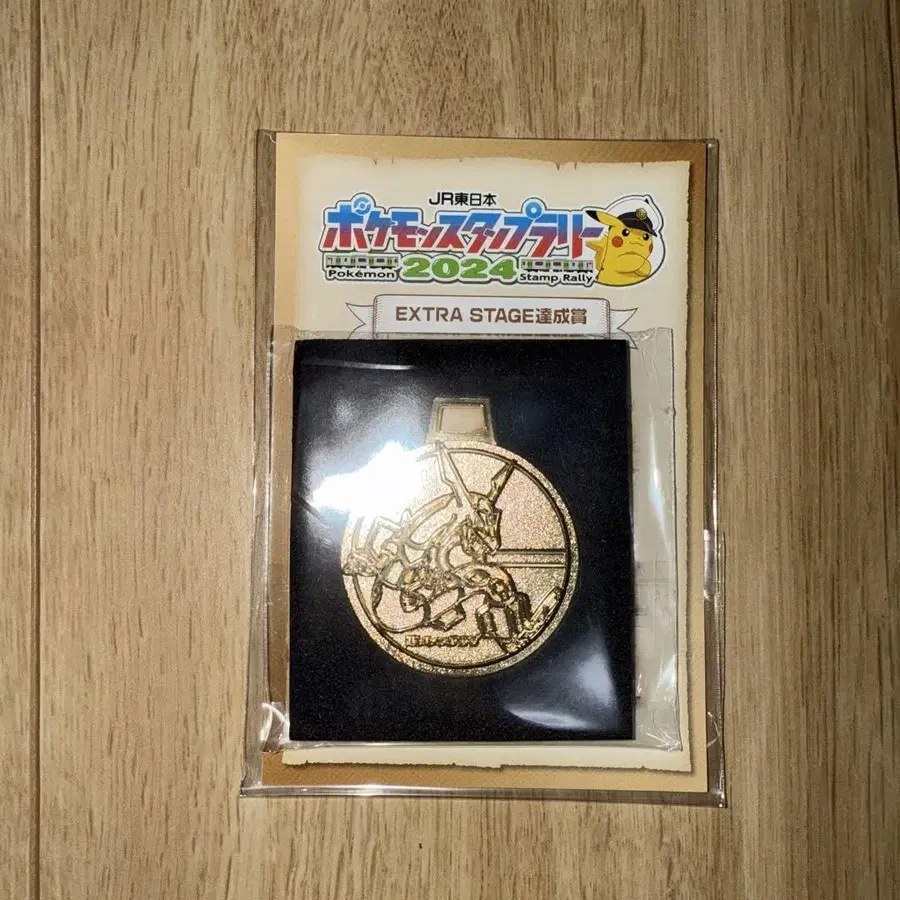 JR東日本
ポケモンスタンプラリー
Pokémon 2024 Stamp Rally
EXTRA STAGE達成賞